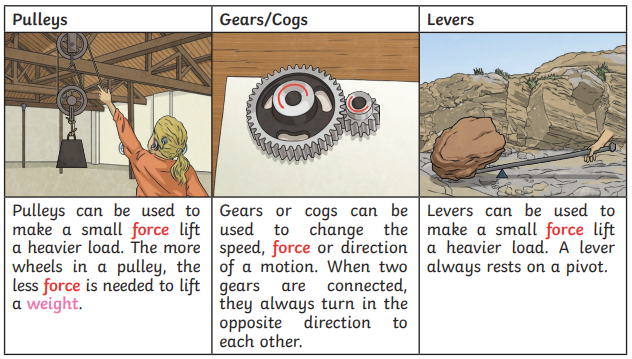 Pulleys
Gears/Cogs
Levers
Pulleys can be used to
make a small force lift
a heavier load. The more
wheels in a pulley, the
less force is needed to lift
a weight.
Gears or cogs can be
used to change the
speed, force or direction
of a motion. When two
gears are connected,
they always turn in the
opposite direction to
each other.
Levers can be used to
make a small force lift
a heavier load. A lever
always rests on a pivot.